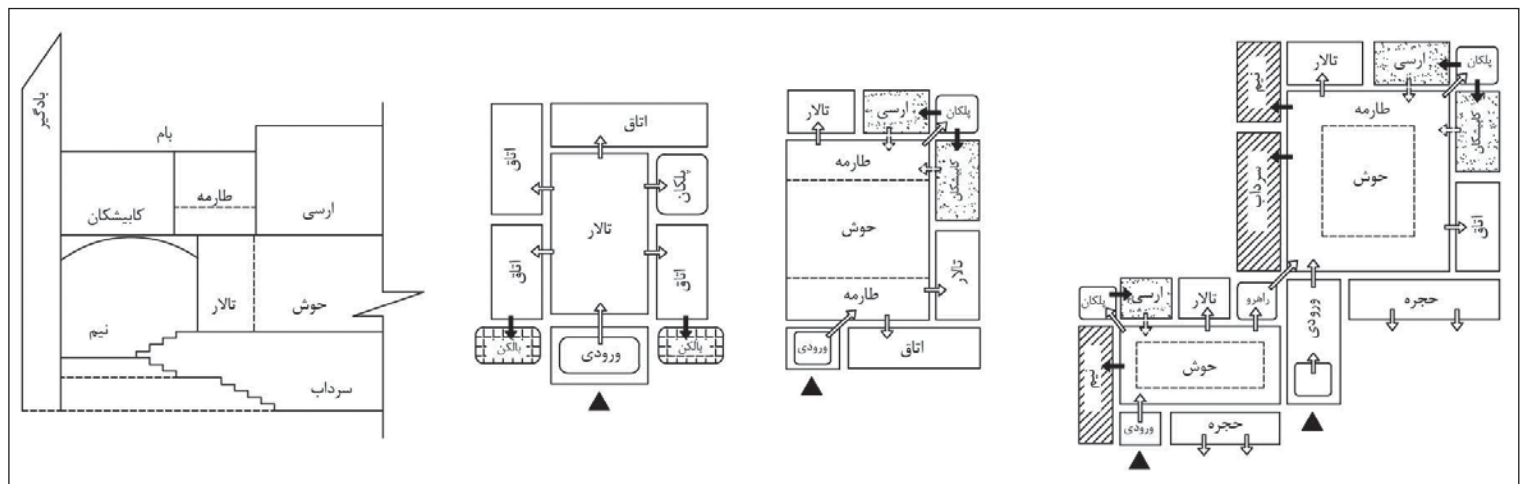 نیم
تالار
ارسی
پلکان
طارمه
کابیشکان
حوش
سرداب
اتاق
راهرو
ورودی
حجره
پلکان
ارسی
تالار
نیم
حوش
ورودی
حجره
تالار
ارسی
پلکان
طارمه
کابیشکان
حوش
تالار
طارمه
ورودی
اتاق
اتاق
اتاق
پلکان
تالار
اتاق
اتاق
بالکن
ورودی
بالکن
بادگیر
بام
طارمه
کابیشکان
ارسی
نیم
تالار
حوش
سرداب